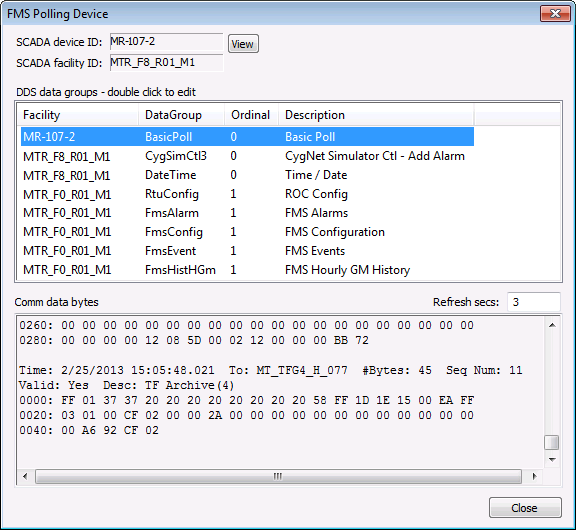 FMS Polling Device
SCADA device ID: MR-107-2 View
SCADA facility ID: MTR_F8_R01_M1
DDS data groups - double click to edit
Facility DataGroup Ordinal Description
MR-107-2 BasicPoll 0 Basic Poll
MTR_F8_R01_M1 CygSimCtl3 0 CygNet Simulator Ctl - Add Alarm
MTR_F8_R01_M1 DateTime 0 Time / Date
MTR_F0_R01_M1 RtuConfig 1 ROC Config
MTR_F0_R01_M1 FmsAlarm 1 FMS Alarms
MTR_F0_R01_M1 FmsConfig 1 FMS Configuration
MTR_F0_R01_M1 FmsEvent 1 FMS Events
MTR_F0_R01_M1 FmsHistHGm 1 FMS Hourly GM History
Comm data bytes Refresh secs: 3
0260: 00 00 00 00 00 00 00 00 00 00 00 00 00 00 00 00
0280: 00 00 00 00 12 08 5D 00 02 12 00 00 00 BB 72
Time: 2/25/2013 15:05:48.021 To: MT_TFG4_H_077 #Bytes: 45 Seq Num: 11
Valid: Yes Desc: TF Archive(4)
0000: FF 01 37 37 20 20 20 20 20 20 20 20 58 FF 1D 1E 15 00 EA FF
0020: 03 01 00 CF 02 00 00 2A 00 00 00 00 00 00 00 00 00 00 00 00
0040: 00 A6 92 CF 02
Close